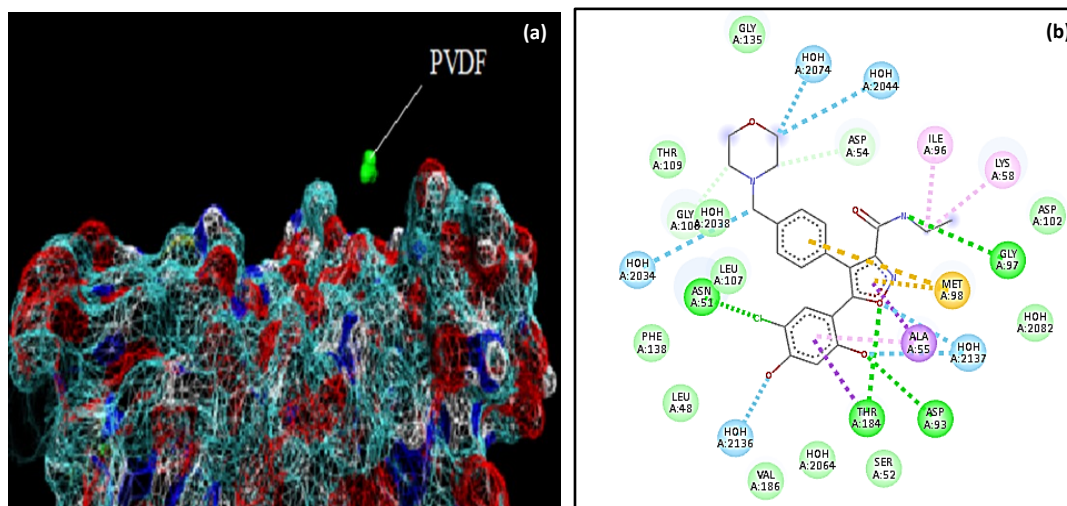 (a)
PVDF
(b)
GLY
A:135
HOH
A:2074
HOH
A:2044
THR
A:109
ASP
A:54
ILE
A:96
LYS
A:58
GLY
A:108
HOH
A:2038
ASP
A:102
HOH
A:2034
LEU
A:107
GLY
A:97
ASN
A:51
MET
A:98
PHE
A:138
HOH
A:2082
ALA
A:55
HOH
A:2137
LEU
A:48
THR
A:184
ASP
A:93
HOH
A:2136
HOH
A:2064
SER
A:52
VAL
A:186
O
N
O
N
N
O
Cl
O
O